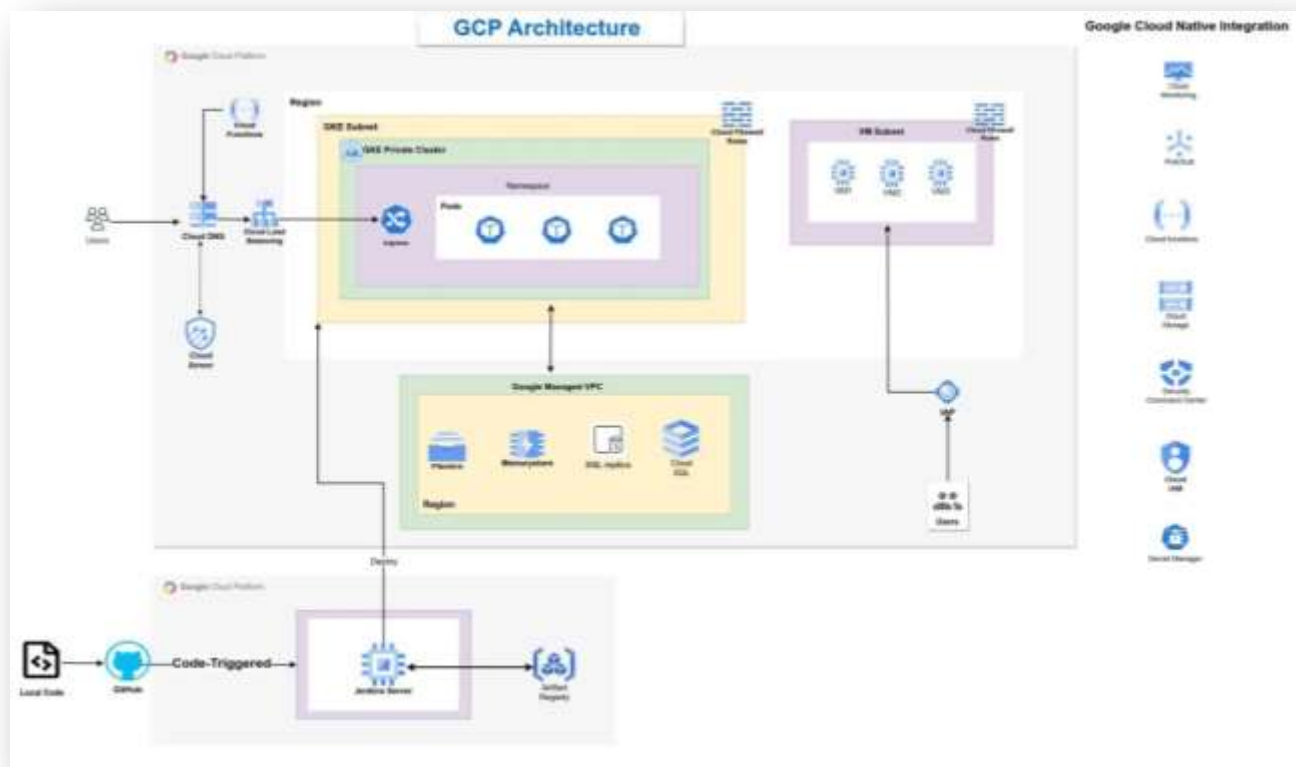 GCP Architecture
Google Cloud Native Integration
Google Cloud Platform
Cloud
Functions
Region
GKE Subnet
Cloud Firewall
Rules
GKE Private Cluster
Namespace
Pods
Ingress
Users
Cloud DNS
Cloud Load
Balancing
Cloud
Armor
VM Subnet
Cloud Firewall
Rules
VM1
VM2
VM3
Google Managed VPC
Memorystore
SQL replica
Cloud
SQL
Region
IAP
Users
Cloud
Monitoring
Pub/Sub
Cloud functions
Cloud
Storage
Security
Command Center
Cloud
Secret Manager
Deploy
Google Cloud Platform
Local Code
GitHub
Code-Triggered
Jenkins Server
Artifact
Registry